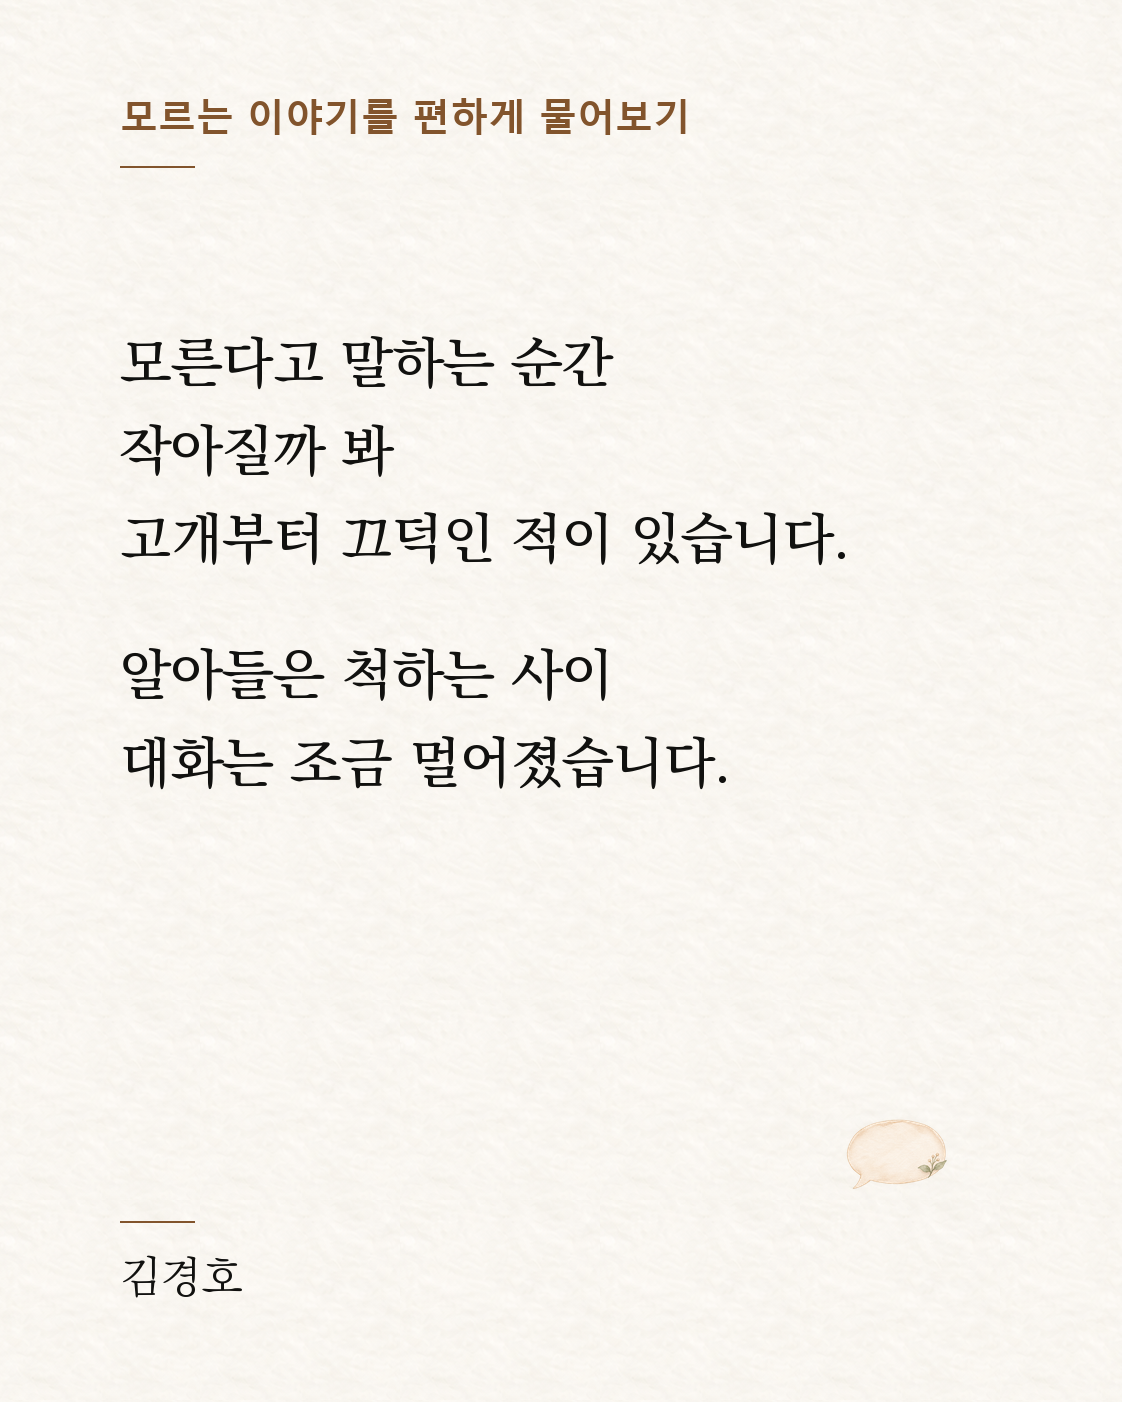 모르는 이야기를 편하게 물어보기
모른다고 말하는 순간
작아질까 봐
고개부터 끄덕인 적이 있습니다.
알아들은 척하는 사이
대화는 조금 멀어졌습니다.
김경호